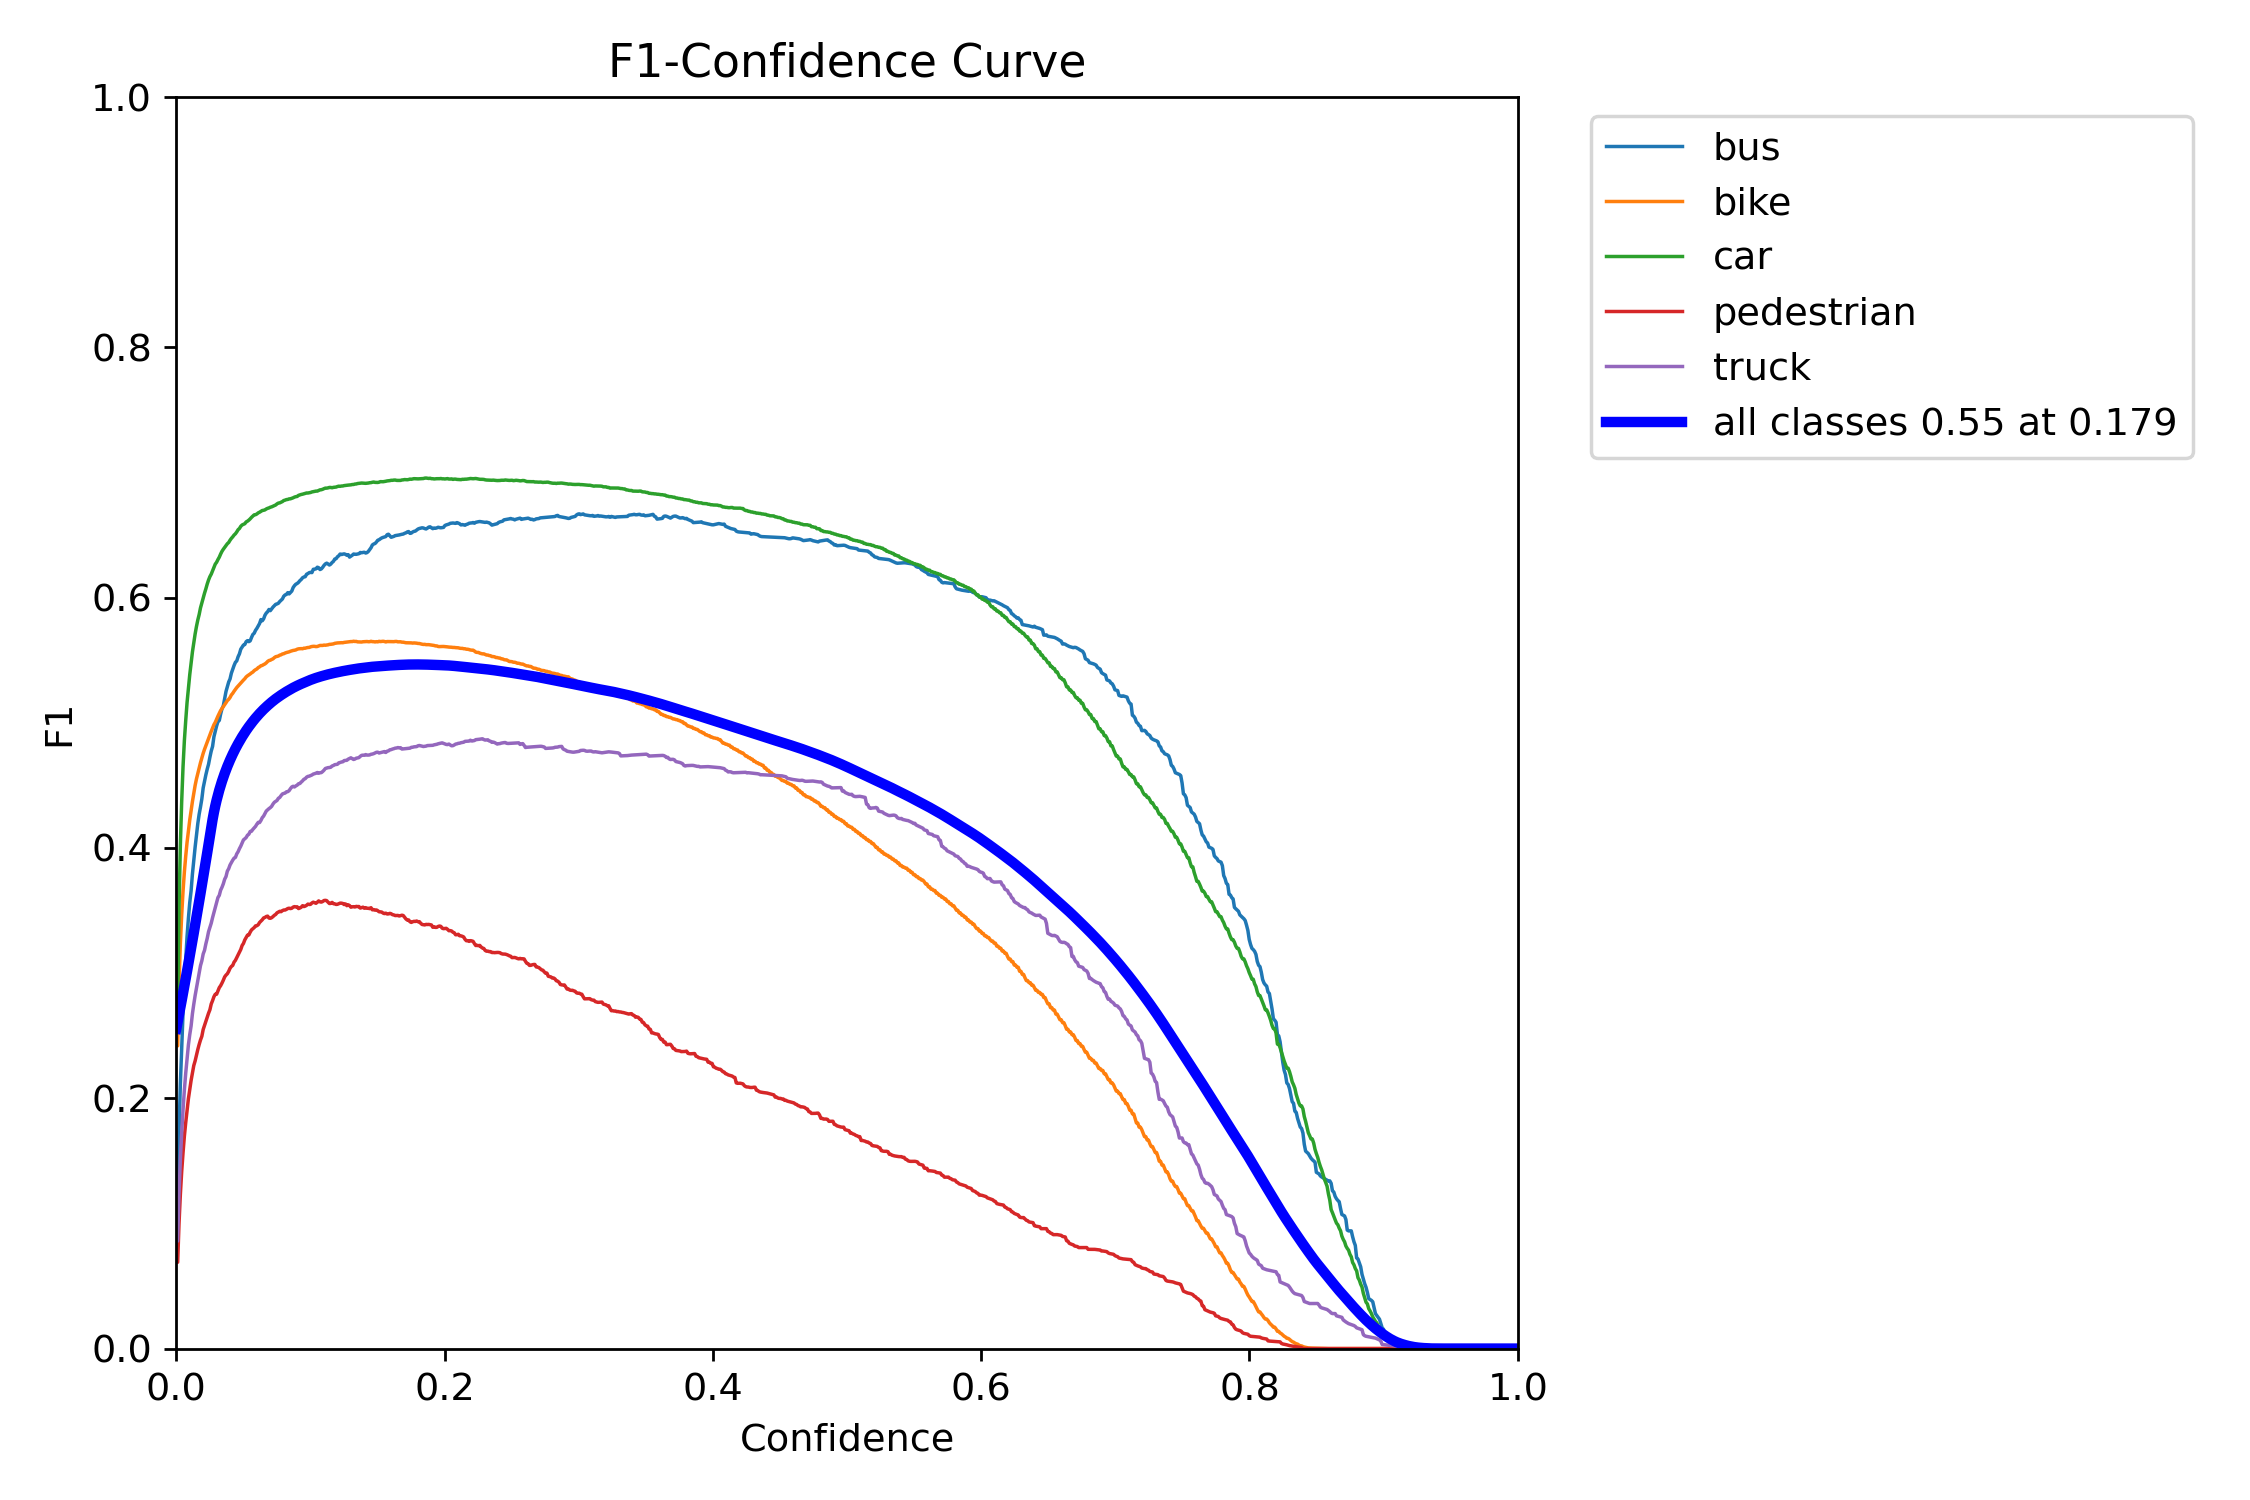 F1-Confidence Curve
1.0
0.8
0.6
0.4
0.2
0.0
F1
0.0 0.2 0.4 0.6 0.8 1.0
Confidence
bus
bike
car
pedestrian
truck
all classes 0.55 at 0.179